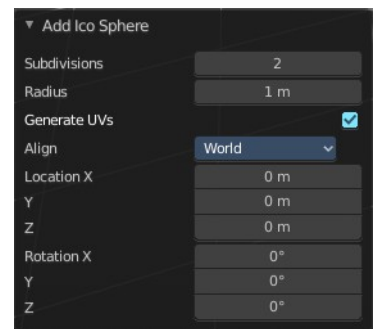 Add Ico Sphere
Subdivisions 2
Radius 1 m
Generate UVs
Align World
Location X 0 m
Y 0 m
Z 0 m
Rotation X 0°
Y 0°
Z 0°